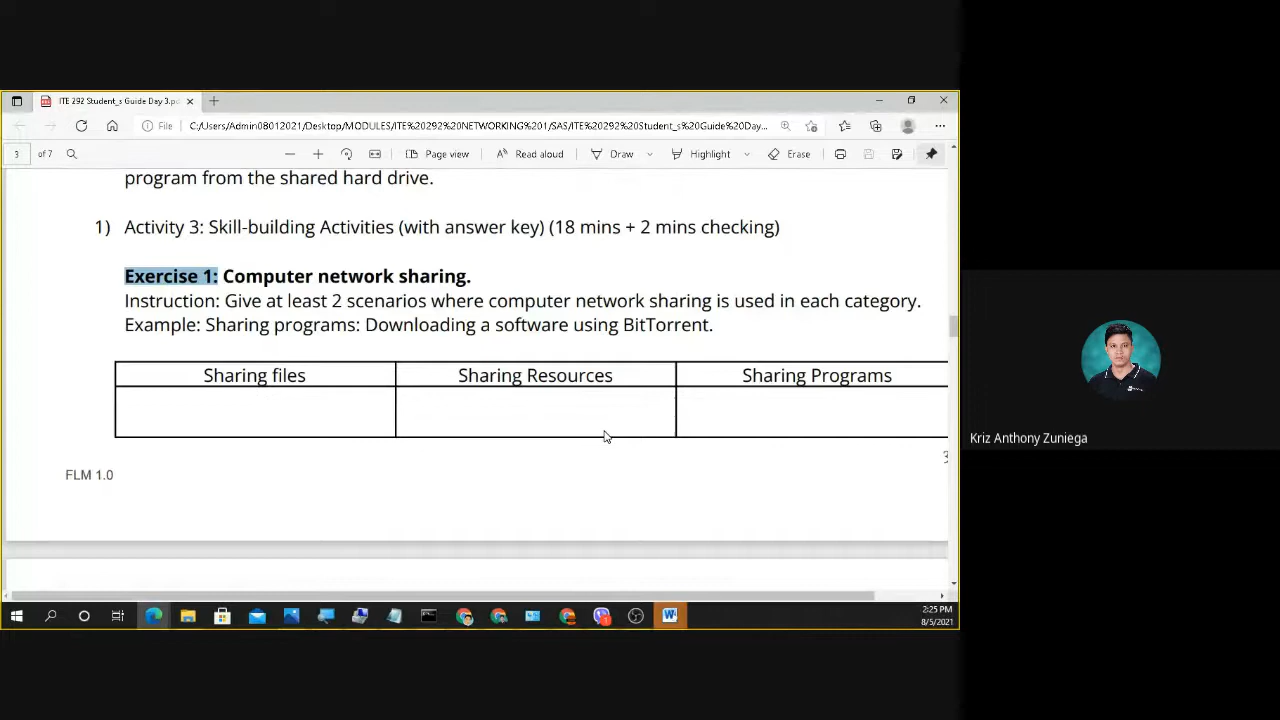 ITE 292 Student_s Guide Day 3.pd
File
C:/Users/Admin08012021/Desktop/MODULES/ITE%20292%20NETWORKING%201/SAS/ITE%20292%20Student_s%20Guide%20Day...
3 of 7
Page view
Read aloud
Draw
Highlight
Erase
program from the shared hard drive.
1) Activity 3: Skill-building Activities (with answer key) (18 mins + 2 mins checking)
Exercise 1: Computer network sharing.
Instruction: Give at least 2 scenarios where computer network sharing is used in each category.
Example: Sharing programs: Downloading a software using BitTorrent.
Sharing files Sharing Resources Sharing Programs
3
FLM 1.0
Kriz Anthony Zuniega
2:25 PM
8/5/2021